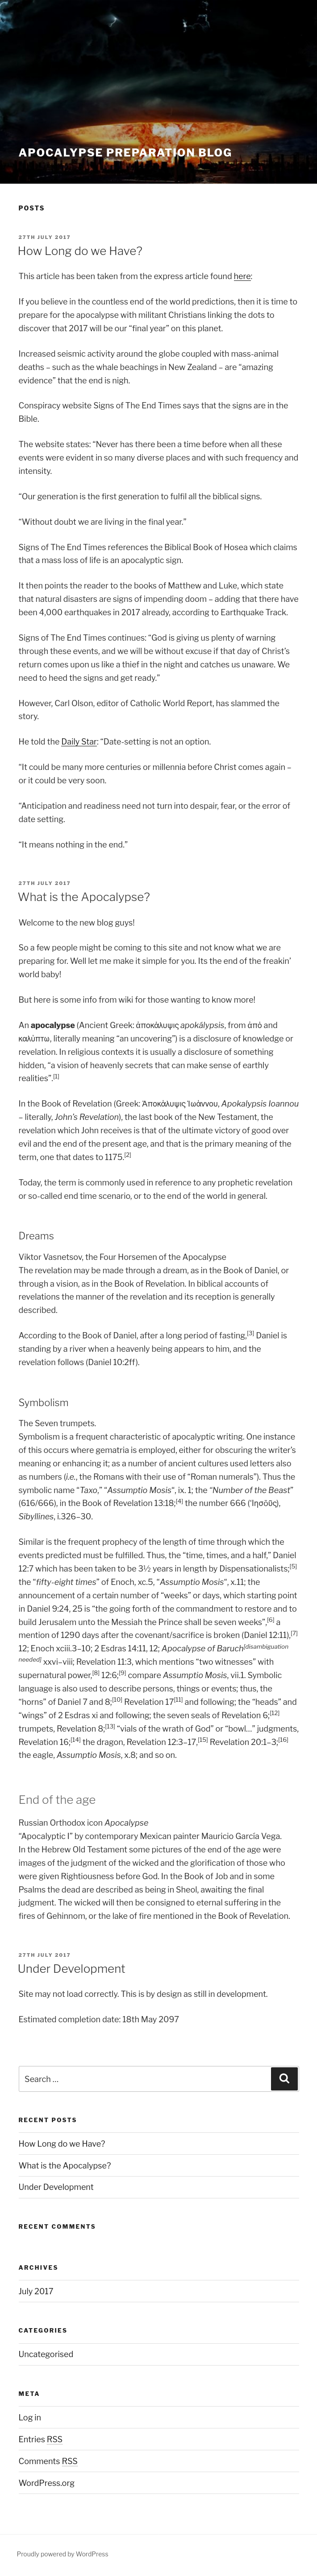 APOCALYPSE PREPARATION BLOG
POSTS
27TH JULY 2017
How Long do we Have?
This article has been taken from the express article found here:
If you believe in the countless end of the world predictions, then it is time to
prepare for the apocalypse with militant Christians linking the dots to
discover that 2017 will be our “final year” on this planet.
Increased seismic activity around the globe coupled with mass-animal
deaths – such as the whale beachings in New Zealand – are “amazing
evidence” that the end is nigh.
Conspiracy website Signs of The End Times says that the signs are in the
Bible.
The website states: “Never has there been a time before when all these
events were evident in so many diverse places and with such frequency and
intensity.
“Our generation is the first generation to fulfil all the biblical signs.
“Without doubt we are living in the final year.”
Signs of The End Times references the Biblical Book of Hosea which claims
that a mass loss of life is an apocalyptic sign.
It then points the reader to the books of Matthew and Luke, which state
that natural disasters are signs of impending doom – adding that there have
been 4,000 earthquakes in 2017 already, according to Earthquake Track.
Signs of The End Times continues: “God is giving us plenty of warning
through these events, and we will be without excuse if that day of Christ’s
return comes upon us like a thief in the night and catches us unaware. We
need to heed the signs and get ready.”
However, Carl Olson, editor of Catholic World Report, has slammed the
story.
He told the Daily Star: “Date-setting is not an option.
“It could be many more centuries or millennia before Christ comes again –
or it could be very soon.
“Anticipation and readiness need not turn into despair, fear, or the error of
date setting.
“It means nothing in the end.”
27TH JULY 2017
What is the Apocalypse?
Welcome to the new blog guys!
So a few people might be coming to this site and not know what we are
preparing for. Well let me make it simple for you. Its the end of the freakin’
world baby!
But here is some info from wiki for those wanting to know more!
An apocalypse (Ancient Greek: ἀποκάλυψις apokálypsis, from ἀπό and
καλύπτω, literally meaning “an uncovering”) is a disclosure of knowledge or
revelation. In religious contexts it is usually a disclosure of something
hidden, “a vision of heavenly secrets that can make sense of earthly
realities”.[1]
In the Book of Revelation (Greek: Ἀποκάλυψις Ἰωάννου, Apokalypsis Ioannou
– literally, John’s Revelation), the last book of the New Testament, the
revelation which John receives is that of the ultimate victory of good over
evil and the end of the present age, and that is the primary meaning of the
term, one that dates to 1175.[2]
Today, the term is commonly used in reference to any prophetic revelation
or so-called end time scenario, or to the end of the world in general.
Dreams
Viktor Vasnetsov, the Four Horsemen of the Apocalypse
The revelation may be made through a dream, as in the Book of Daniel, or
through a vision, as in the Book of Revelation. In biblical accounts of
revelations the manner of the revelation and its reception is generally
described.
According to the Book of Daniel, after a long period of fasting,[3] Daniel is
standing by a river when a heavenly being appears to him, and the
revelation follows (Daniel 10:2ff).
Symbolism
The Seven trumpets.
Symbolism is a frequent characteristic of apocalyptic writing. One instance
of this occurs where gematria is employed, either for obscuring the writer’s
meaning or enhancing it; as a number of ancient cultures used letters also
as numbers (i.e., the Romans with their use of “Roman numerals”). Thus the
symbolic name “Taxo,” “Assumptio Mosis“, ix. 1; the “Number of the Beast”
(616/666), in the Book of Revelation 13:18;[4] the number 666 (‘Ιησōῦς),
Sibyllines, i.326–30.
Similar is the frequent prophecy of the length of time through which the
events predicted must be fulfilled. Thus, the “time, times, and a half,” Daniel
12:7 which has been taken to be 3½ years in length by Dispensationalists;[5]
the “fifty-eight times” of Enoch, xc.5, “Assumptio Mosis“, x.11; the
announcement of a certain number of “weeks” or days, which starting point
in Daniel 9:24, 25 is “the going forth of the commandment to restore and to
build Jerusalem unto the Messiah the Prince shall be seven weeks”,[6] a
mention of 1290 days after the covenant/sacrifice is broken (Daniel 12:11),[7]
12; Enoch xciii.3–10; 2 Esdras 14:11, 12; Apocalypse of Baruch[disambiguation
needed] xxvi–viii; Revelation 11:3, which mentions “two witnesses” with
supernatural power,[8] 12:6;[9] compare Assumptio Mosis, vii.1. Symbolic
language is also used to describe persons, things or events; thus, the
“horns” of Daniel 7 and 8;[10] Revelation 17[11] and following; the “heads” and
“wings” of 2 Esdras xi and following; the seven seals of Revelation 6;[12]
trumpets, Revelation 8;[13] “vials of the wrath of God” or “bowl…” judgments,
Revelation 16;[14] the dragon, Revelation 12:3–17,[15] Revelation 20:1–3;[16]
the eagle, Assumptio Mosis, x.8; and so on.
End of the age
Russian Orthodox icon Apocalypse
“Apocalyptic I” by contemporary Mexican painter Mauricio García Vega.
In the Hebrew Old Testament some pictures of the end of the age were
images of the judgment of the wicked and the glorification of those who
were given Rightiousness before God. In the Book of Job and in some
Psalms the dead are described as being in Sheol, awaiting the final
judgment. The wicked will then be consigned to eternal suffering in the
fires of Gehinnom, or the lake of fire mentioned in the Book of Revelation.
27TH JULY 2017
Under Development
Site may not load correctly. This is by design as still in development.
Estimated completion date: 18th May 2097
Search …
RECENT POSTS
How Long do we Have?
What is the Apocalypse?
Under Development
RECENT COMMENTS
ARCHIVES
July 2017
CATEGORIES
Uncategorised
META
Log in
Entries RSS
Comments RSS
WordPress.org
Proudly powered by WordPress